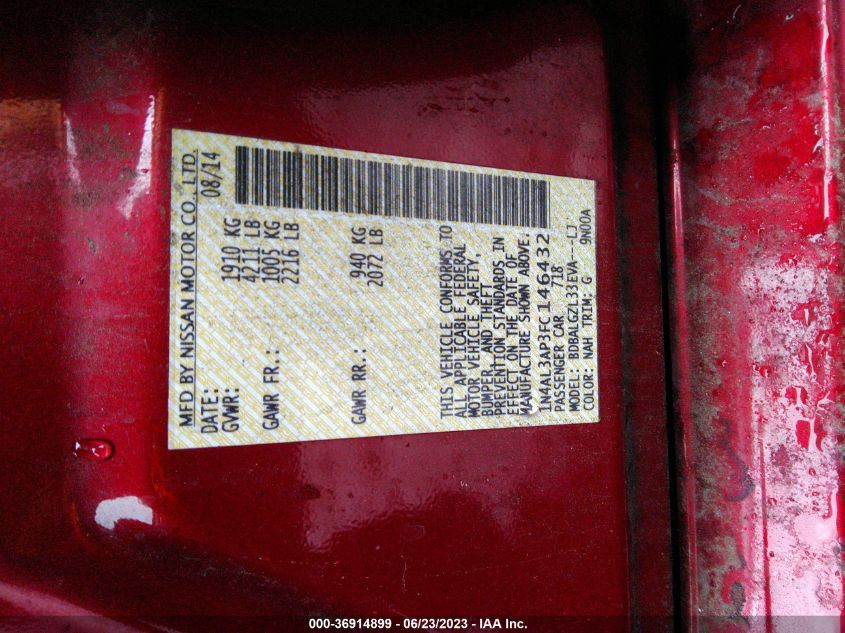 MFD BY NISSAN MOTOR CO., LTD.
DATE: 08/14
GVWR: 1910 KG
4211 LB
GAWR FR.: 1005 KG
2216 LB
GAWR RR.: 940 KG
2072 LB
THIS VEHICLE CONFORMS TO
ALL APPLICABLE FEDERAL
MOTOR VEHICLE SAFETY,
BUMPER, AND THEFT
PREVENTION STANDARDS IN
EFFECT ON THE DATE OF
MANUFACTURE SHOWN ABOVE.
1N4AA3AP3FC146432
PASSENGER CAR 718
MODEL: BDBALGZL33EVA---LJ
COLOR: NAH TRIM: G 9N00A
000-36914899 - 06/23/2023 - IAA Inc.